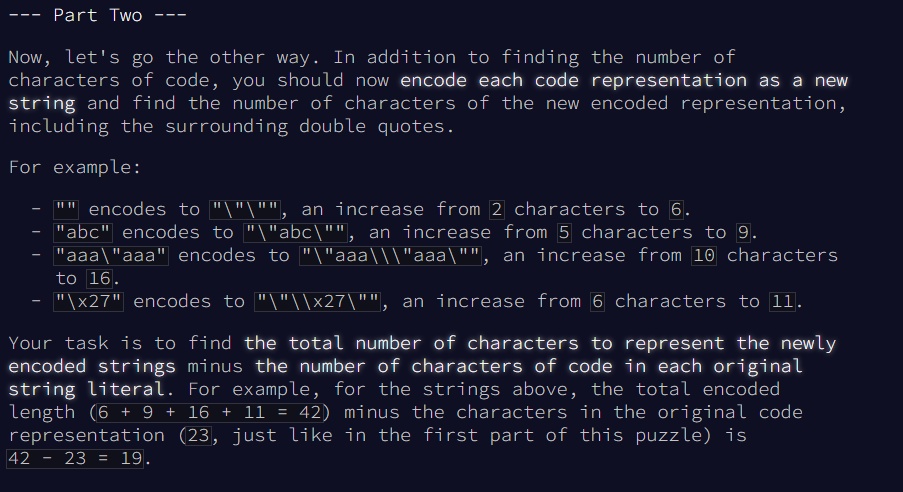 --- Part Two ---
Now, let's go the other way. In addition to finding the number of
characters of code, you should now encode each code representation as a new
string and find the number of characters of the new encoded representation,
including the surrounding double quotes.
For example:
- "" encodes to "\"\"", an increase from 2 characters to 6.
- "abc" encodes to "\"abc\"", an increase from 5 characters to 9.
- "aaa\"aaa" encodes to "\"aaa\\\"aaa\"", an increase from 10 characters
to 16.
- "\x27" encodes to "\"\\x27\"", an increase from 6 characters to 11.
Your task is to find the total number of characters to represent the newly
encoded strings minus the number of characters of code in each original
string literal. For example, for the strings above, the total encoded
length (6 + 9 + 16 + 11 = 42) minus the characters in the original code
representation (23, just like in the first part of this puzzle) is
42 - 23 = 19.